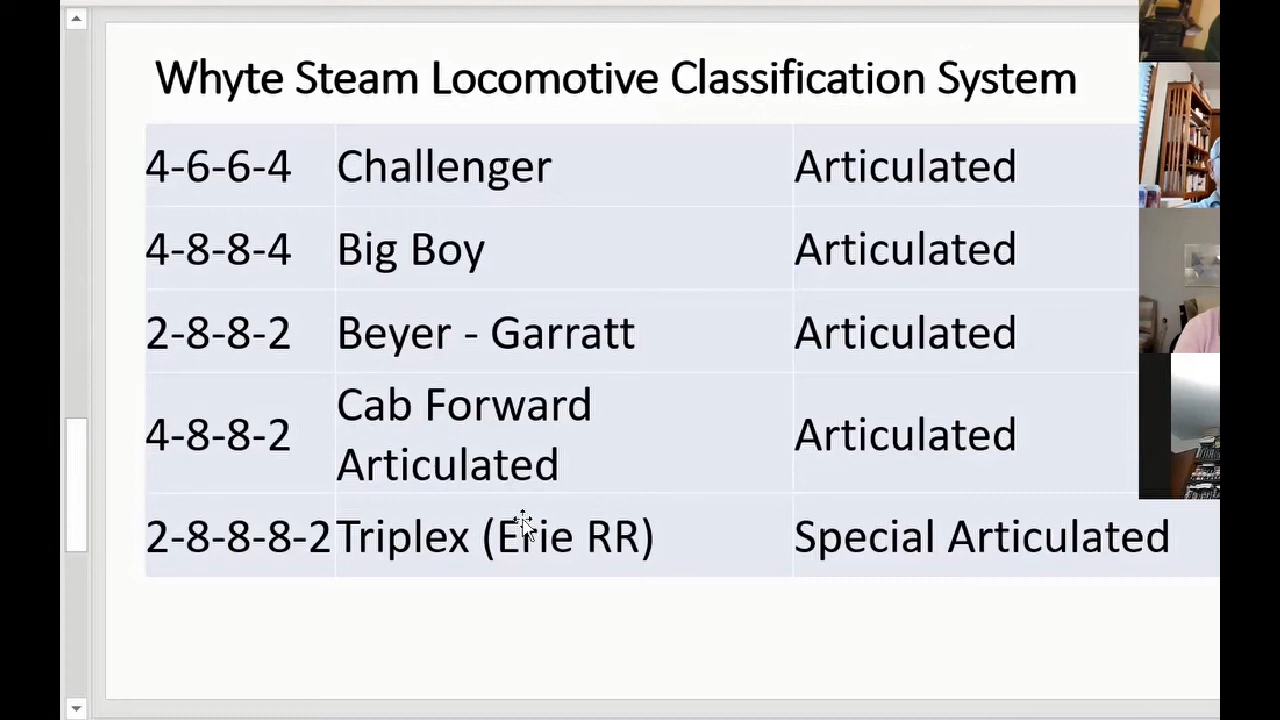 Whyte Steam Locomotive Classification System
4-6-6-4 Challenger Articulated
4-8-8-4 Big Boy Articulated
2-8-8-2 Beyer - Garratt Articulated
4-8-8-2 Cab Forward Articulated Articulated
2-8-8-8-2 Triplex (Erie RR) Special Articulated